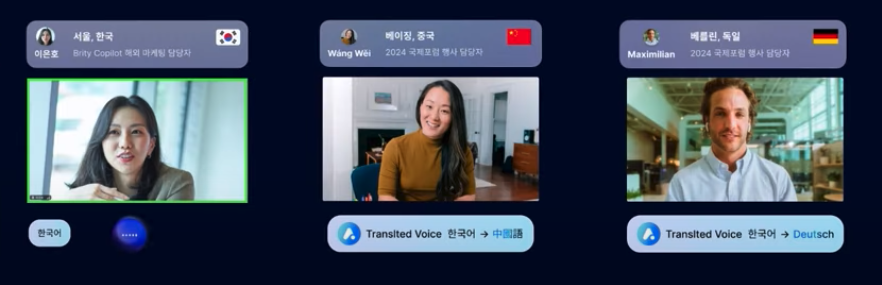 이은호
서울, 한국
Brity Copilot 해외 마케팅 담당자
한국어
Wáng Wěi
베이징, 중국
2024 국제포럼 행사 담당자
Translted Voice 한국어 → 中國語
Maximilian
베를린, 독일
2024 국제포럼 행사 담당자
Translted Voice 한국어 → Deutsch